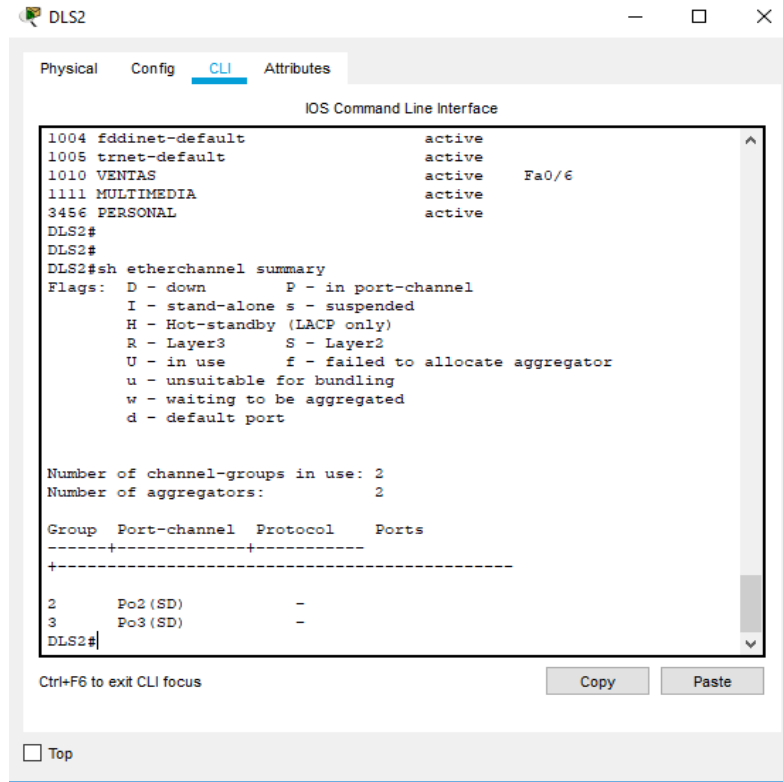 DLS2
Physical Config CLI Attributes
IOS Command Line Interface
1004 fddinet-default                  active
1005 trnet-default                    active
1010 VENTAS                           active    Fa0/6
1111 MULTIMEDIA                       active
3456 PERSONAL                         active
DLS2#
DLS2#
DLS2#sh etherchannel summary
Flags:  D - down        P - in port-channel
        I - stand-alone s - suspended
        H - Hot-standby (LACP only)
        R - Layer3      S - Layer2
        U - in use      f - failed to allocate aggregator
        u - unsuitable for bundling
        w - waiting to be aggregated
        d - default port
Number of channel-groups in use: 2
Number of aggregators:           2
Group  Port-channel  Protocol    Ports
------+-------------+-----------
+----------------------------------------------
2      Po2(SD)           -
3      Po3(SD)           -
DLS2#
Ctrl+F6 to exit CLI focus
Copy Paste
Top